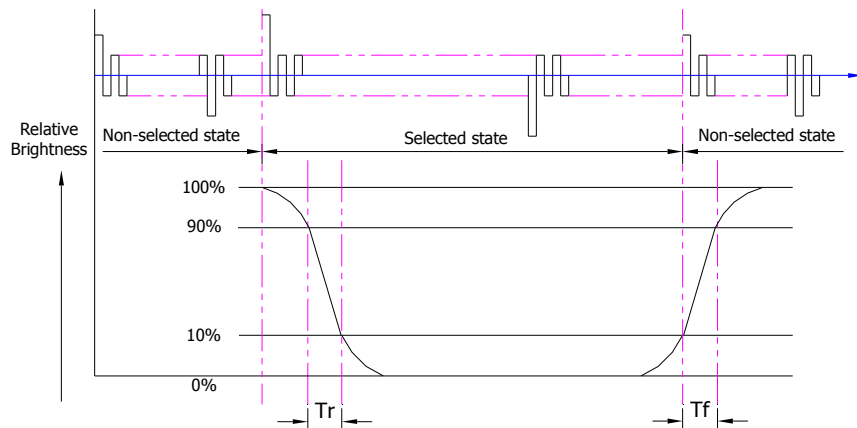 Relative
Brightness
Non-selected state
Selected state
Non-selected state
100%
90%
10%
0%
Tr
Tf